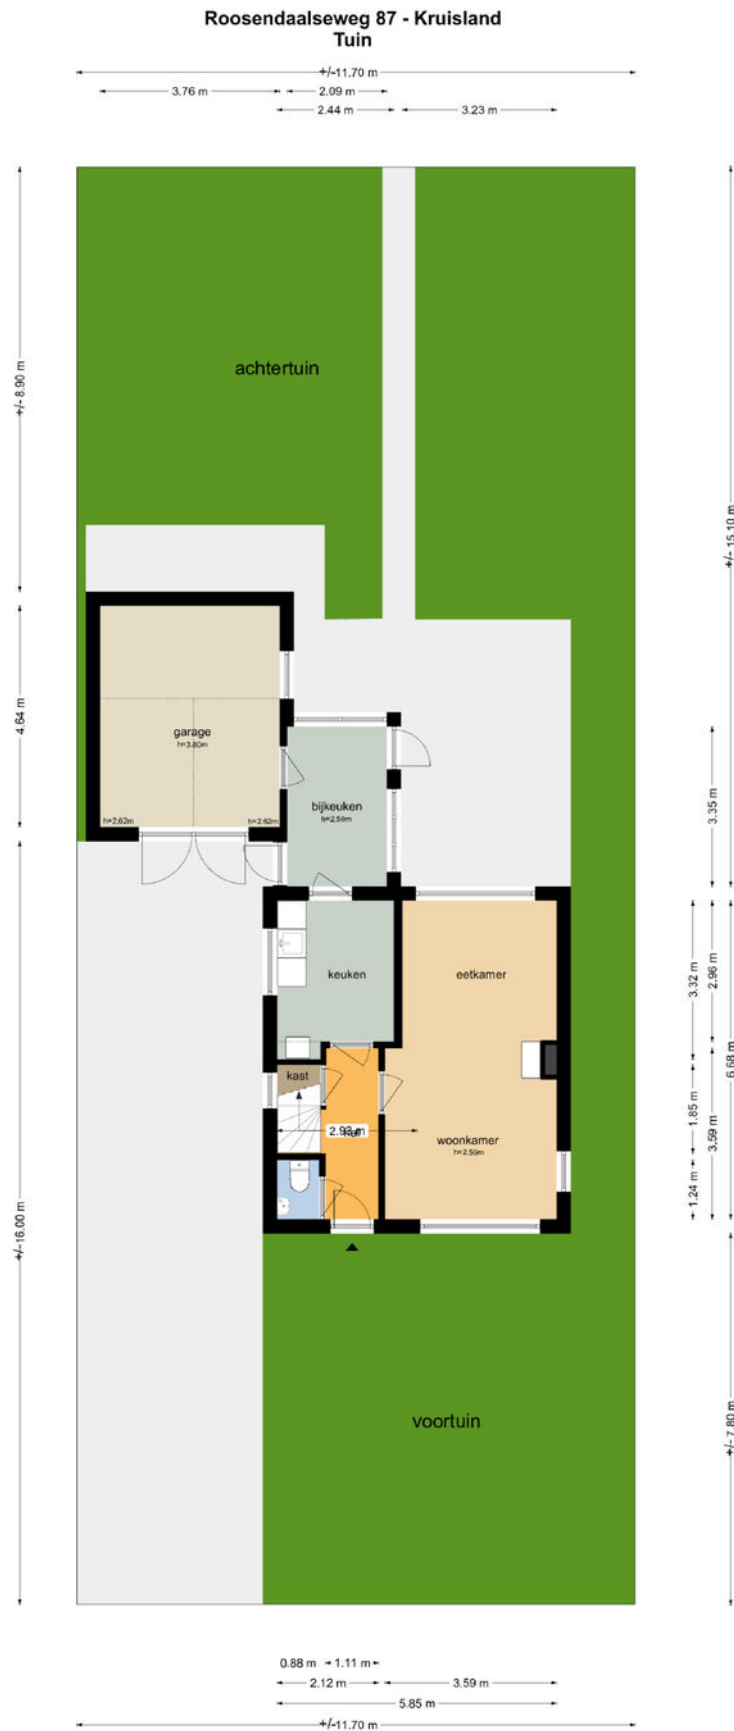 Roosendaalseweg 87 - Kruisland
Tuin
+/-11.70 m
3.76 m
2.09 m
2.44 m
3.23 m
+/-8.90 m
4.64 m
+/-16.00 m
+/- 15.10 m
3.35 m
3.32 m
2.96 m
6.68 m
1.85 m
3.59 m
1.24 m
+/- 7.80 m
achtertuin
garage
h=3.80m
h=2.62m
h=2.62m
bijkeuken
h=2.59m
keuken
eetkamer
kast
2.93 m
woonkamer
h=2.59m
voortuin
0.88 m
1.11 m
2.12 m
3.59 m
5.85 m
+/-11.70 m